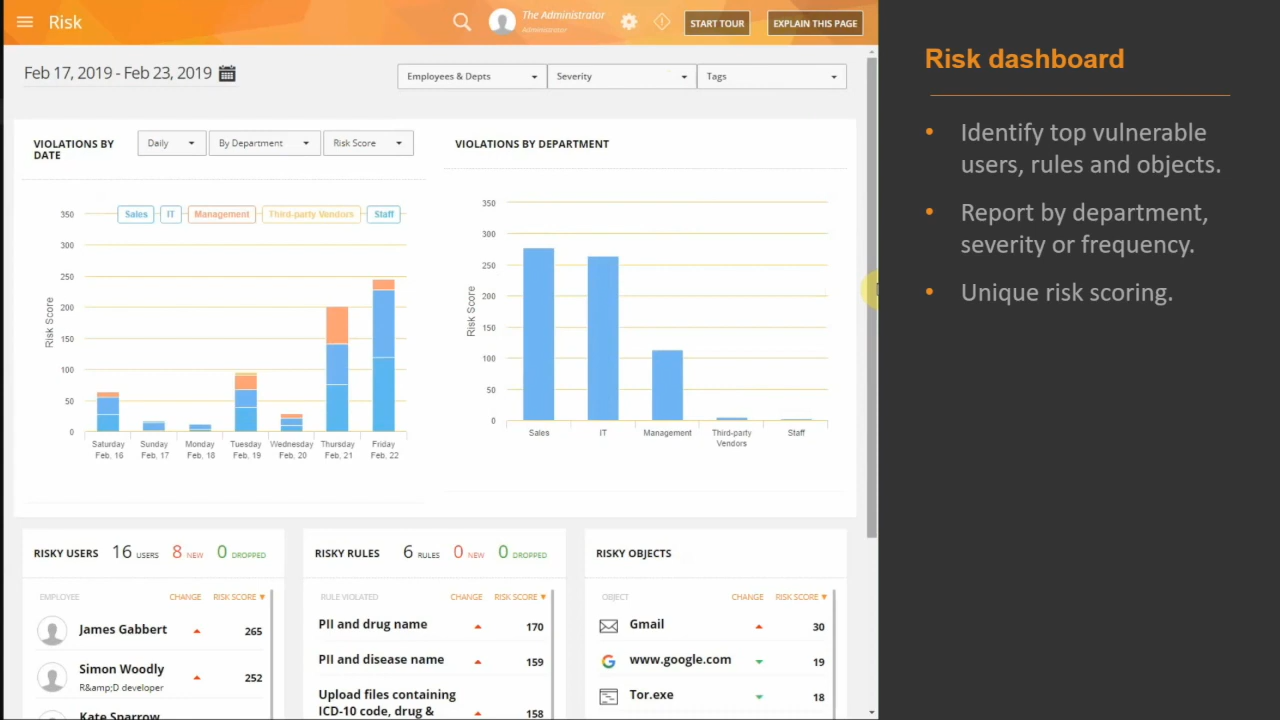 Risk
The Administrator
Administrator
START TOUR
EXPLAIN THIS PAGE
Feb 17, 2019 - Feb 23, 2019
Employees & Depts
Severity
Tags
VIOLATIONS BY
DATE
Daily
By Department
Risk Score
Sales
IT
Management
Third-party Vendors
Staff
350
300
250
200
150
100
50
0
Risk Score
Saturday
Feb, 16
Sunday
Feb, 17
Monday
Feb, 18
Tuesday
Feb, 19
Wednesday
Feb, 20
Thursday
Feb, 21
Friday
Feb, 22
VIOLATIONS BY DEPARTMENT
350
300
250
200
150
100
50
0
Risk Score
Sales
IT
Management
Third-party
Vendors
Staff
RISKY USERS 16 USERS 8 NEW 0 DROPPED
EMPLOYEE CHANGE RISK SCORE
James Gabbert 265
Simon Woodly 252
R&amp;D developer
Kate Sparrow
RISKY RULES 6 RULES 0 NEW 0 DROPPED
RULE VIOLATED CHANGE RISK SCORE
PII and drug name 170
PII and disease name 159
Upload files containing
ICD-10 code, drug & 158
RISKY OBJECTS
OBJECT CHANGE RISK SCORE
Gmail 30
www.google.com 19
Tor.exe 18
Risk dashboard
• Identify top vulnerable
users, rules and objects.
• Report by department,
severity or frequency.
• Unique risk scoring.